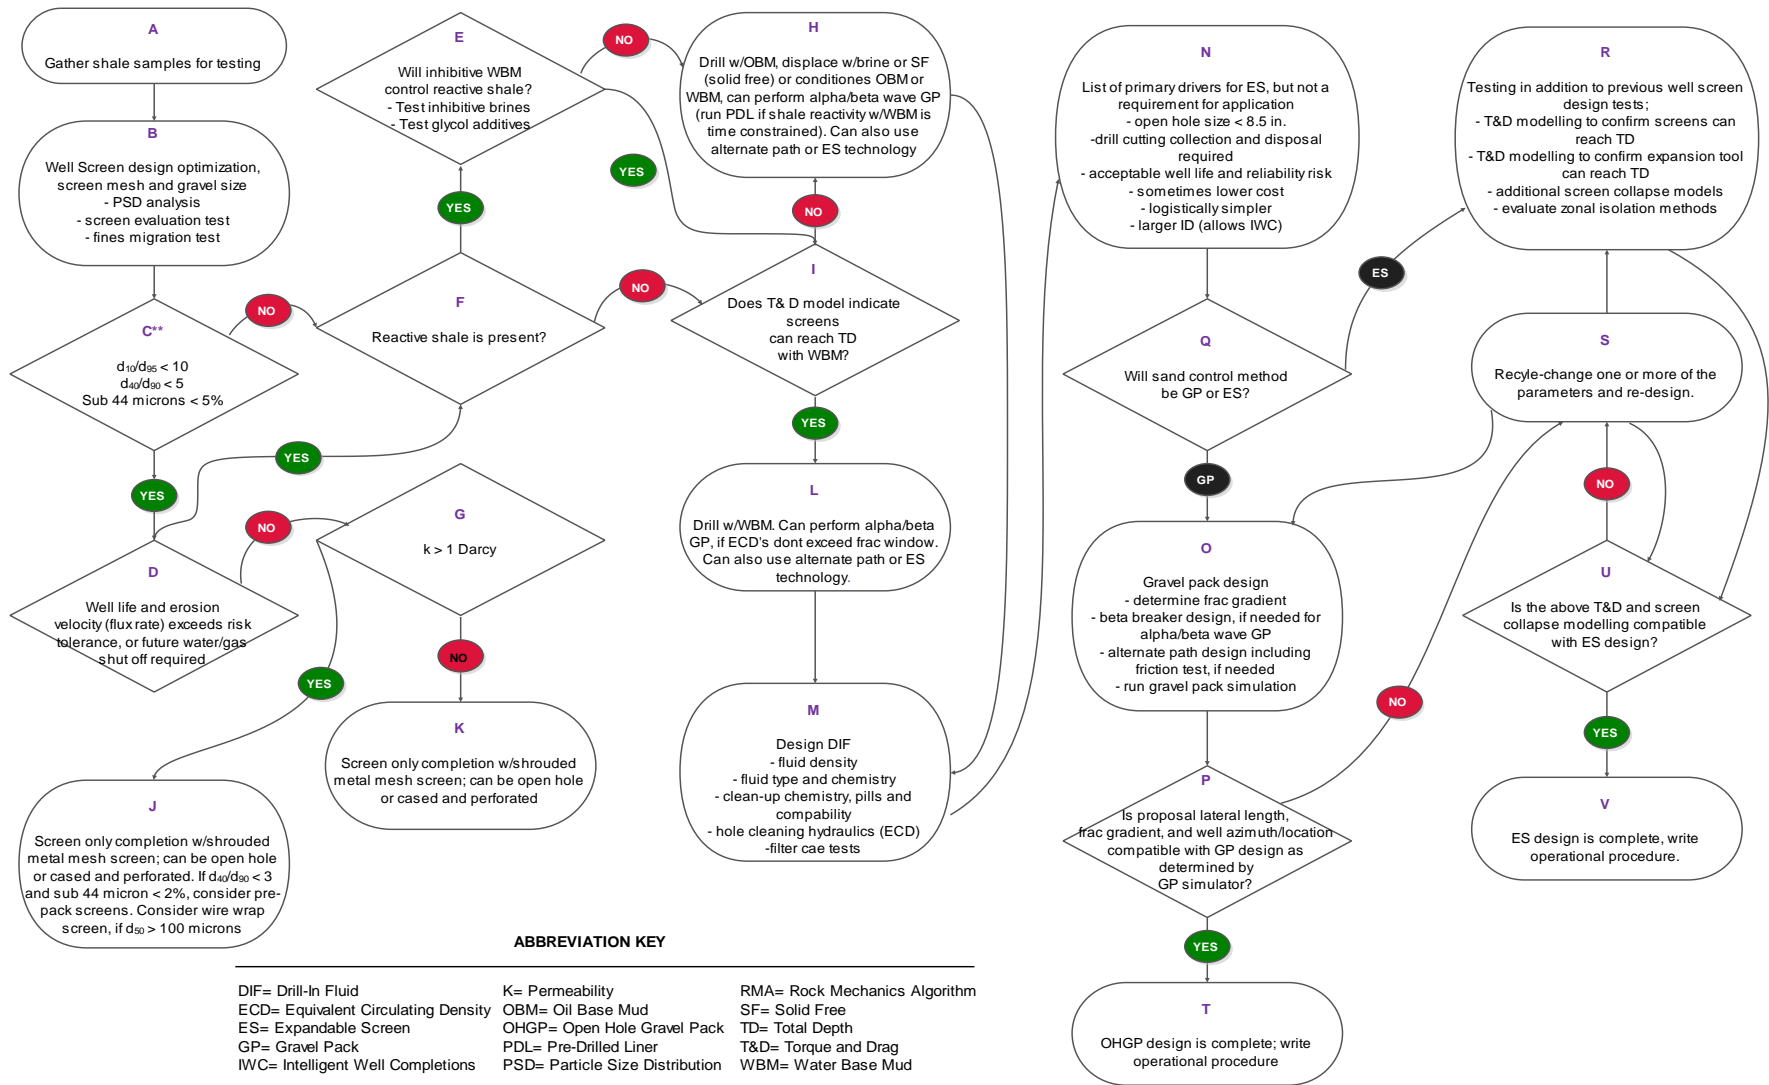 A
Gather shale samples for testing
B
Well Screen design optimization,
screen mesh and gravel size
- PSD analysis
- screen evaluation test
- fines migration test
C**
d10/d95 < 10
d40/d90 < 5
Sub 44 microns < 5%
NO
YES
YES
D
Well life and erosion
velocity (flux rate) exceeds risk
tolerance, or future water/gas
shut off required
NO
YES
J
Screen only completion w/shrouded
metal mesh screen; can be open hole
or cased and perforated. If d40/d90 < 3
and sub 44 micron < 2%, consider pre-
pack screens. Consider wire wrap
screen, if d50 > 100 microns
E
Will inhibitive WBM
control reactive shale?
- Test inhibitive brines
- Test glycol additives
NO
YES
YES
F
Reactive shale is present?
NO
G
k > 1 Darcy
NO
K
Screen only completion w/shrouded
metal mesh screen; can be open hole
or cased and perforated
H
Drill w/OBM, displace w/brine or SF
(solid free) or conditiones OBM or
WBM, can perform alpha/beta wave GP
(run PDL if shale reactivity w/WBM is
time constrained). Can also use
alternate path or ES technology
NO
I
Does T& D model indicate
screens
can reach TD
with WBM?
YES
L
Drill w/WBM. Can perform alpha/beta
GP, if ECD's dont exceed frac window.
Can also use alternate path or ES
technology.
M
Design DIF
- fluid density
- fluid type and chemistry
- clean-up chemistry, pills and
compability
- hole cleaning hydraulics (ECD)
-filter cae tests
N
List of primary drivers for ES, but not a
requirement for application
- open hole size < 8.5 in.
-drill cutting collection and disposal
required
- acceptable well life and reliability risk
- sometimes lower cost
- logistically simpler
- larger ID (allows IWC)
Q
Will sand control method
be GP or ES?
ES
GP
O
Gravel pack design
- determine frac gradient
- beta breaker design, if needed for
alpha/beta wave GP
- alternate path design including
friction test, if needed
- run gravel pack simulation
NO
P
Is proposal lateral length,
frac gradient, and well azimuth/location
compatible with GP design as
determined by
GP simulator?
YES
T
OHGP design is complete; write
operational procedure
R
Testing in addition to previous well screen
design tests;
- T&D modelling to confirm screens can
reach TD
- T&D modelling to confirm expansion tool
can reach TD
- additional screen collapse models
- evaluate zonal isolation methods
S
Recyle-change one or more of the
parameters and re-design.
NO
U
Is the above T&D and screen
collapse modelling compatible
with ES design?
YES
V
ES design is complete, write
operational procedure.
ABBREVIATION KEY
DIF= Drill-In Fluid
ECD= Equivalent Circulating Density
ES= Expandable Screen
GP= Gravel Pack
IWC= Intelligent Well Completions
K= Permeability
OBM= Oil Base Mud
OHGP= Open Hole Gravel Pack
PDL= Pre-Drilled Liner
PSD= Particle Size Distribution
RMA= Rock Mechanics Algorithm
SF= Solid Free
TD= Total Depth
T&D= Torque and Drag
WBM= Water Base Mud